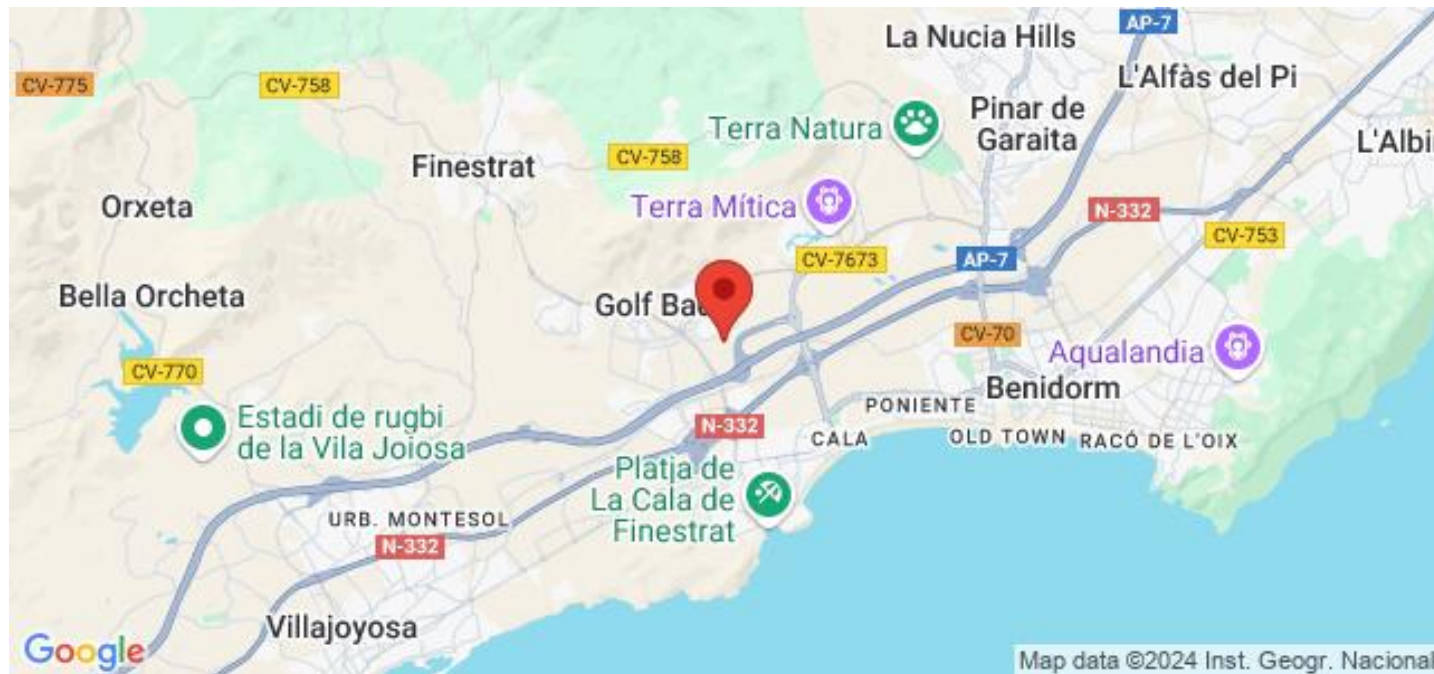 AP-7
La Nucia Hills
L'Alfàs del Pi
CV-775
CV-758
Pinar de
Garaita
Terra Natura
L'Albi
CV-758
Finestrat
Orxeta
Terra Mítica
N-332
CV-753
CV-7673
AP-7
Bella Orcheta
Golf Ba
CV-70
Aqualandia
CV-770
Benidorm
PONIENTE
Estadi de rugbi
de la Vila Joiosa
N-332
CALA
OLD TOWN
RACÓ DE L'OIX
Platja de
La Cala de
Finestrat
URB. MONTESOL
N-332
Villajoyosa
Google
Map data ©2024 Inst. Geogr. Nacional